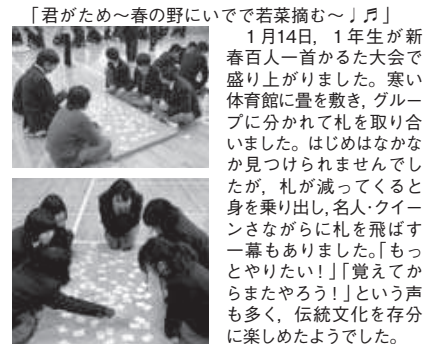 「君がため～春の野にいでで若菜摘む～♩♬」
１月14日，１年生が新
春百人一首かるた大会で
盛り上がりました。寒い
体育館に畳を敷き，グルー
プに分かれて札を取り合
いました。はじめはなかな
か見つけられませんでし
たが，札が減ってくると
身を乗り出し，名人・クイー
ンさながらに札を飛ばす
一幕もありました。「もっ
とやりたい！」「覚えてか
らまたやろう！」という声
も多く，伝統文化を存分
に楽しめたようでした。